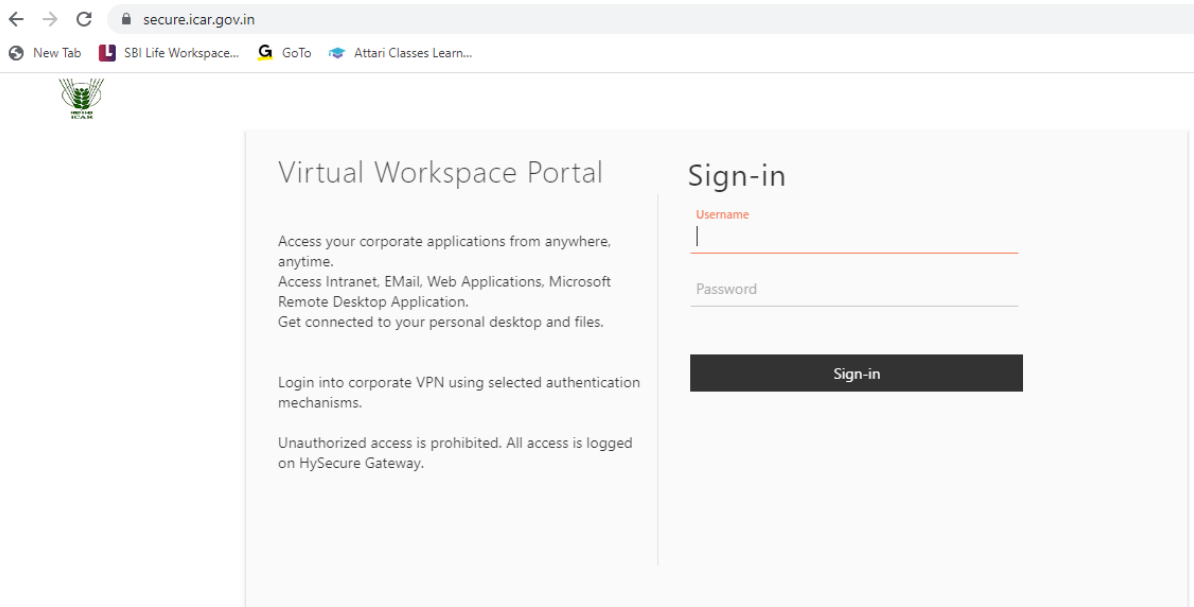 secure.icar.gov.in
New Tab
SBI Life Workspace...
GoTo
Attari Classes Learn...
ICAR
Virtual Workspace Portal
Access your corporate applications from anywhere,
anytime.
Access Intranet, EMail, Web Applications, Microsoft
Remote Desktop Application.
Get connected to your personal desktop and files.
Login into corporate VPN using selected authentication
mechanisms.
Unauthorized access is prohibited. All access is logged
on HySecure Gateway.
Sign-in
Username
Password
Sign-in